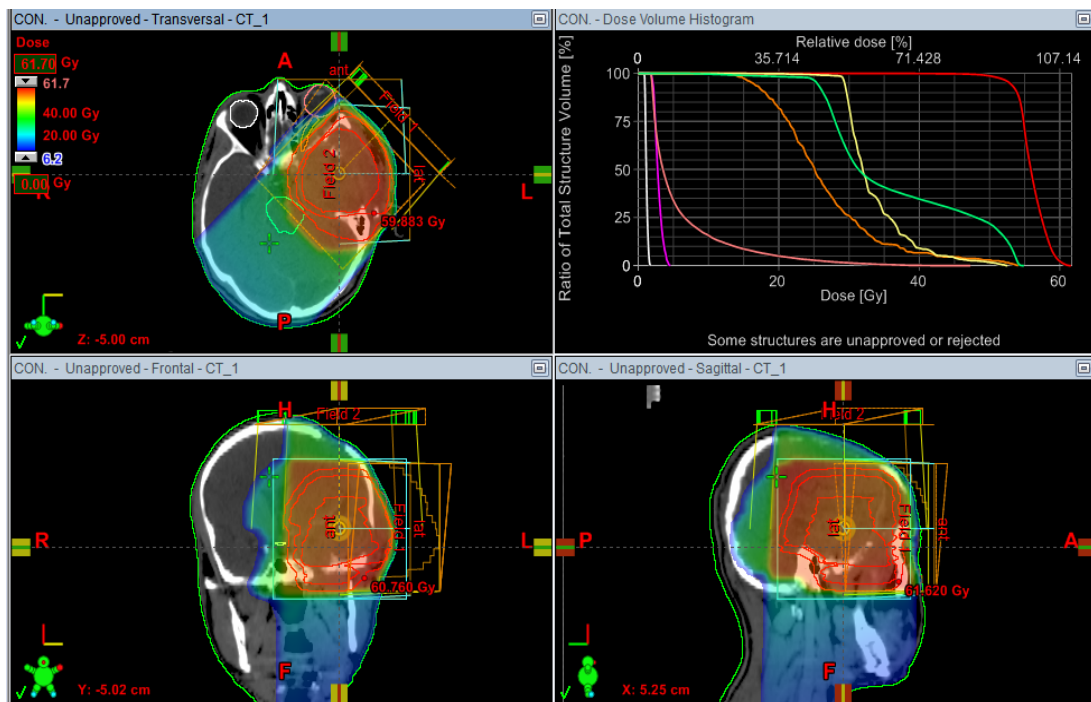 CON. - Unapproved - Transversal - CT_1
Dose
61.70 Gy
61.7
40.00 Gy
20.00 Gy
6.2
0.00 Gy
R
A
ant
Field 1
lat
Field 2
59.883 Gy
L
P
Z: -5.00 cm
CON. - Dose Volume Histogram
Relative dose [%]
0 35.714 71.428 107.14
Ratio of Total Structure Volume [%]
100
75
50
25
0
0 20 40 60
Dose [Gy]
Some structures are unapproved or rejected
CON. - Unapproved - Frontal - CT_1
H
Field 2
R
ant
Field 1
lat
L
60.760 Gy
F
Y: -5.02 cm
CON. - Unapproved - Sagittal - CT_1
H
Field 2
P
lat
Field 1
ant
A
61.620 Gy
F
X: 5.25 cm